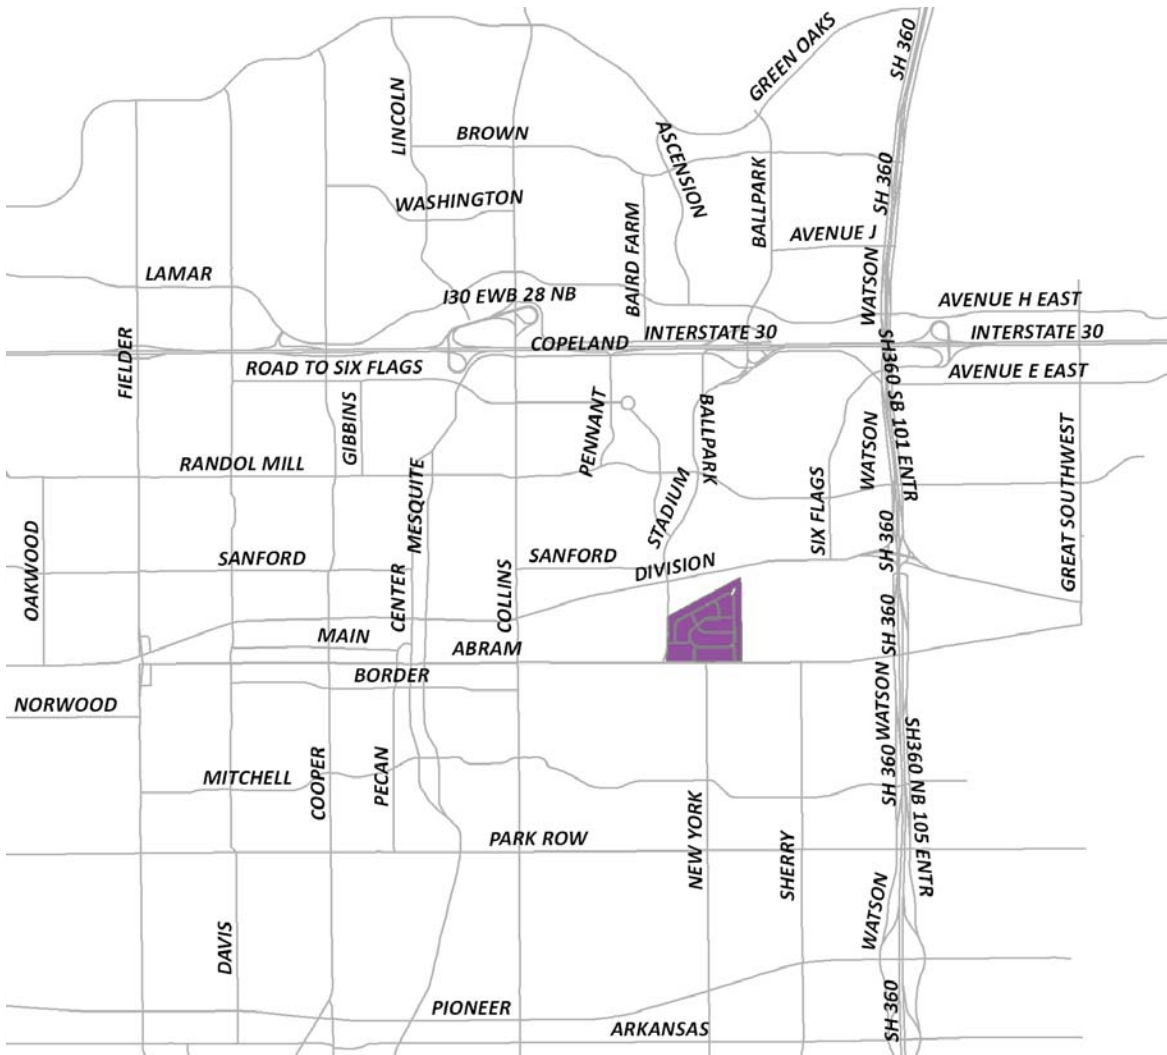 SH 360
GREEN OAKS
LINCOLN
BROWN
ASCENSION
SH 360
WASHINGTON
BALLPARK
BAIRD FARM
AVENUE J
LAMAR
WATSON
I30 EWB 28 NB
AVENUE H EAST
FIELDER
COPELAND
INTERSTATE 30
INTERSTATE 30
ROAD TO SIX FLAGS
SH360 SB 101 ENTR
AVENUE E EAST
GIBBINS
PENNANT
BALLPARK
WATSON
RANDOL MILL
MESQUITE
STADIUM
SIX FLAGS
GREAT SOUTHWEST
OAKWOOD
SH 360
SANFORD
SANFORD
DIVISION
CENTER
COLLINS
SH 360
MAIN
ABRAM
BORDER
WATSON
NORWOOD
COOPER
PECAN
MITCHELL
SH 360
SH360 NB 105 ENTR
NEW YORK
PARK ROW
SHERRY
WATSON
DAVIS
PIONEER
ARKANSAS
SH 360